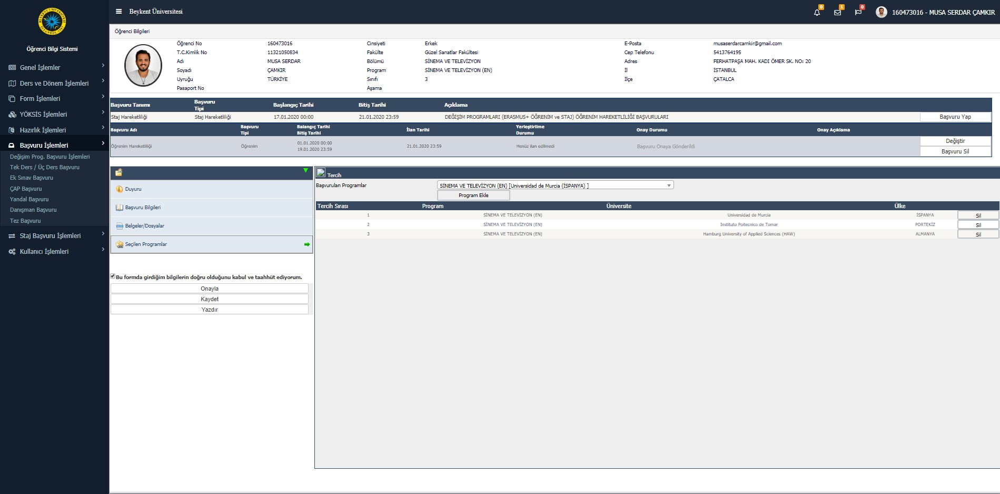 Öğrenci Bilgi Sistemi
Genel İşlemler
Ders ve Dönem İşlemleri
Form İşlemleri
YÖKSİS İşlemleri
Hazırlık İşlemleri
Başvuru İşlemleri
Değişim Prog. Başvuru İşlemleri
Tek Ders / Üç Ders Başvuru
Ek Sınav Başvuru
ÇAP Başvuru
Yandal Başvuru
Danışman Başvuru
Tez Başvuru
Staj Başvuru İşlemleri
Kullanıcı İşlemleri
Beykent Üniversitesi
0 1 0 160473016 - MUSA SERDAR ÇAMKIR
Öğrenci Bilgileri
Öğrenci No 160473016 Cinsiyeti Erkek E-Posta musaserdarcamkir@gmail.com
T.C.Kimlik No 11321050834 Fakülte Güzel Sanatlar Fakültesi Cep Telefonu 5413764195
Adı MUSA SERDAR Bölümü SİNEMA VE TELEVİZYON Adres FERHATPAŞA MAH. KADI ÖMER SK. NO: 20
Soyadı ÇAMKIR Program SİNEMA VE TELEVİZYON (EN) İl İSTANBUL
Uyruğu TÜRKİYE Sınıfı 3 İlçe ÇATALCA
Pasaport No Aşama
Başvuru Tanımı Başvuru Tipi Başlangıç Tarihi Bitiş Tarihi Açıklama
Staj Hareketliliği Staj Hareketliliği 17.01.2020 00:00 21.01.2020 23:59 DEĞİŞİM PROGRAMLARI (ERASMUS+ ÖĞRENİM ve STAJ) ÖĞRENİM HAREKETLİLİĞİ BAŞVURULARI Başvuru Yap
Başvuru Adı Başvuru Tipi Balangıç Tarihi Bitiş Tarihi İlan Tarihi Yerleştirilme Durumu Onay Durumu Onay Açıklama
Öğrenim Hareketliliği Öğrenim 01.01.2020 00:00 19.01.2020 23:59 21.01.2020 23:59 Henüz ilan edilmedi Başvuru Onaya Gönderildi Değiştir
Başvuru Sil
Duyuru
Başvuru Bilgileri
Belgeler/Dosyalar
Seçilen Programlar
Bu formda girdiğim bilgilerin doğru olduğunu kabul ve taahhüt ediyorum.
Onayla
Kaydet
Yazdır
Tercih
Başvurulan Programlar SİNEMA VE TELEVİZYON (EN) [Universidad de Murcia (İSPANYA) ]
Program Ekle
Tercih Sırası Program Üniversite Ülke
1 SİNEMA VE TELEVİZYON (EN) Universidad de Murcia İSPANYA Sil
2 SİNEMA VE TELEVİZYON (EN) Instituto Poitecnico de Tomar PORTEKİZ Sil
3 SİNEMA VE TELEVİZYON (EN) Hamburg University of Applied Sciences (HAW) ALMANYA Sil